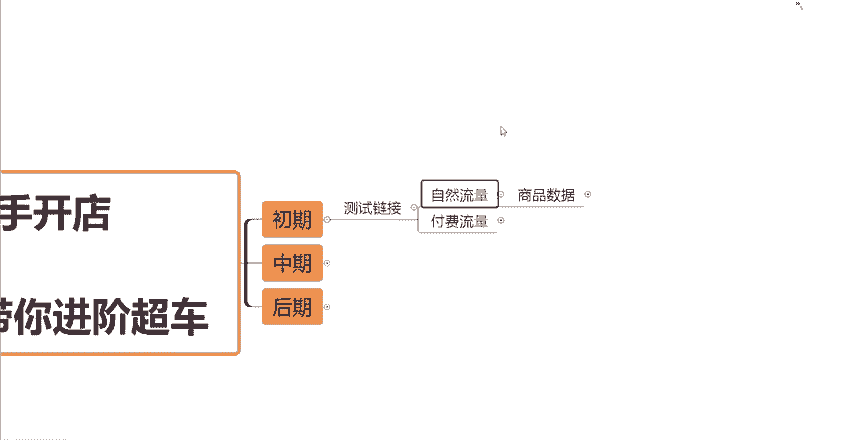 手开店
带你进阶超车
初期
测试链接
自然流量
商品数据
付费流量
中期
后期